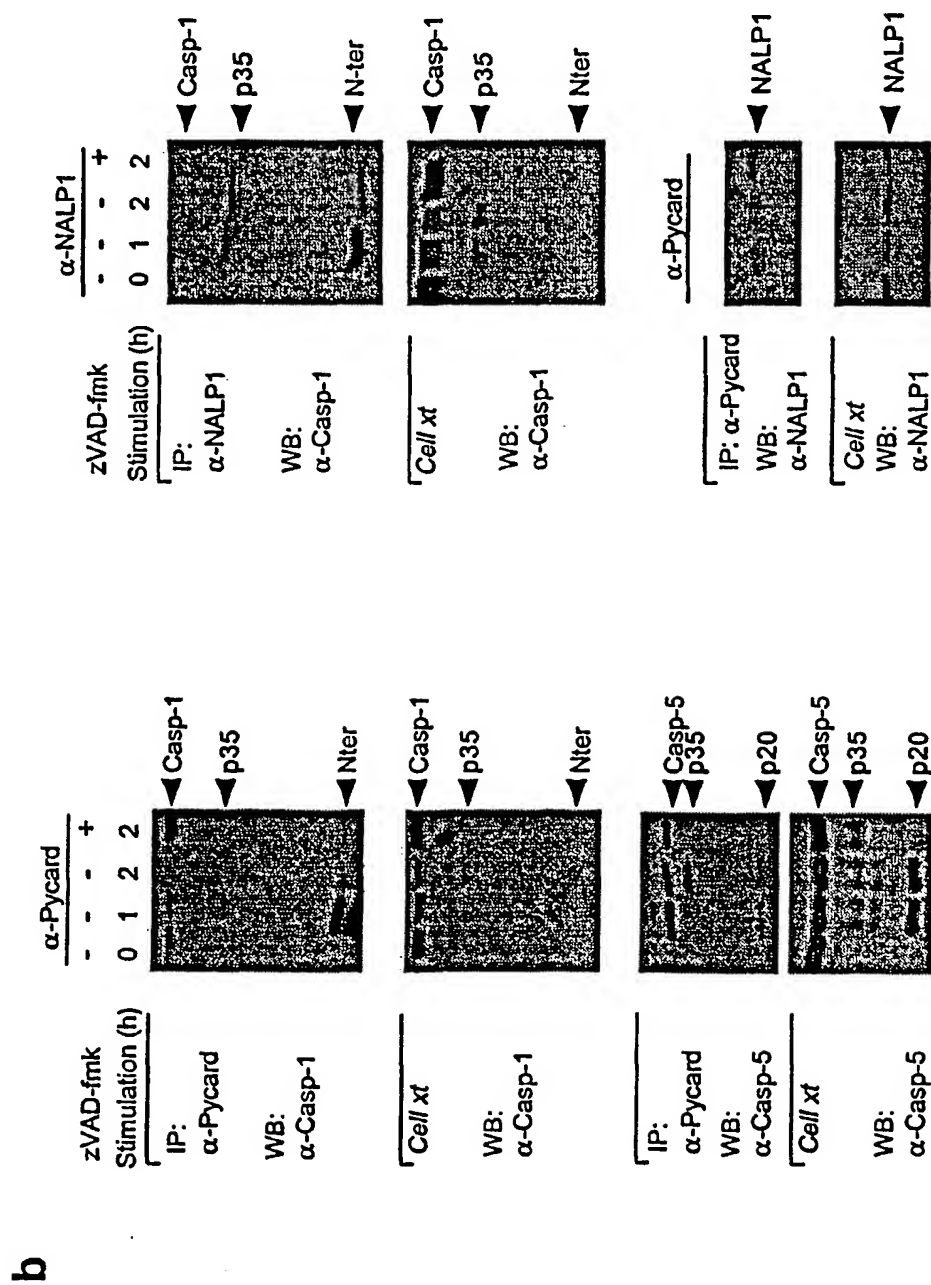 b
α-Pycard
zVAD-fmk - - - +
Stimulation (h) 0 1 2 2
IP:
α-Pycard
WB:
α-Casp-1
Casp-1
p35
Nter
Cell xt
WB:
α-Casp-1
Casp-1
p35
Nter
IP:
α-Pycard
WB:
α-Casp-5
Casp-5
p35
p20
Cell xt
WB:
α-Casp-5
Casp-5
p35
p20
α-NALP1
zVAD-fmk - - - +
Stimulation (h) 0 1 2 2
IP:
α-NALP1
WB:
α-Casp-1
Casp-1
p35
N-ter
Cell xt
WB:
α-Casp-1
Casp-1
p35
Nter
α-Pycard
IP: α-Pycard
WB:
α-NALP1
NALP1
Cell xt
WB:
α-NALP1
NALP1